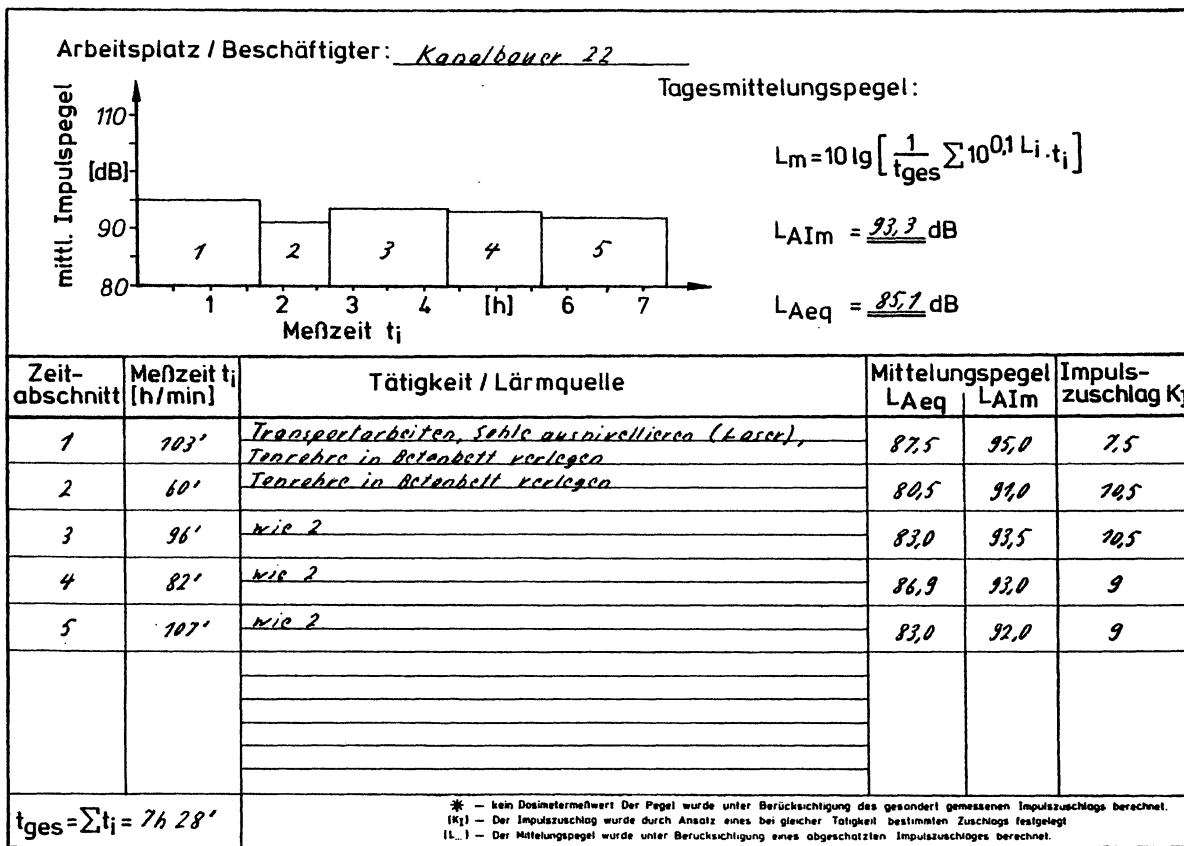 Arbeitsplatz / Beschäftigter: Kanalbauer 22
Tagesmittelungspegel:
mittl. Impulspegel
[dB]
110
90
80
1 2 3 4 5
1 2 3 4 [h] 6 7
Meßzeit ti
Lm = 10 lg [ 1/tges ∑ 10^0,1 Li · ti ]
LAIm = 93,3 dB
LAeq = 85,1 dB
Zeit-abschnitt | Meßzeit ti [h/min] | Tätigkeit / Lärmquelle | Mittelungspegel LAeq | LAIm | Impuls-zuschlag KI
1 | 103' | Transportarbeiten, Sohle ausnivellieren (Laser), | 87,5 | 95,0 | 7,5
Tonrohre in Betonbett verlegen
2 | 60' | Tonrohre in Betonbett verlegen | 80,5 | 91,0 | 10,5
3 | 96' | wie 2 | 83,0 | 93,5 | 10,5
4 | 82' | wie 2 | 86,9 | 93,0 | 9
5 | 107' | wie 2 | 83,0 | 92,0 | 9
tges = ∑ti = 7h 28'
* – kein Dosimetermeßwert Der Pegel wurde unter Berücksichtigung des gesondert gemessenen Impulszuschlags berechnet.
(KI) – Der Impulszuschlag wurde durch Ansatz eines bei gleicher Tätigkeit bestimmten Zuschlags festgelegt
(L...) – Der Mittelungspegel wurde unter Berucksichtigung eines abgeschatzten Impulszuschlages berechnet.